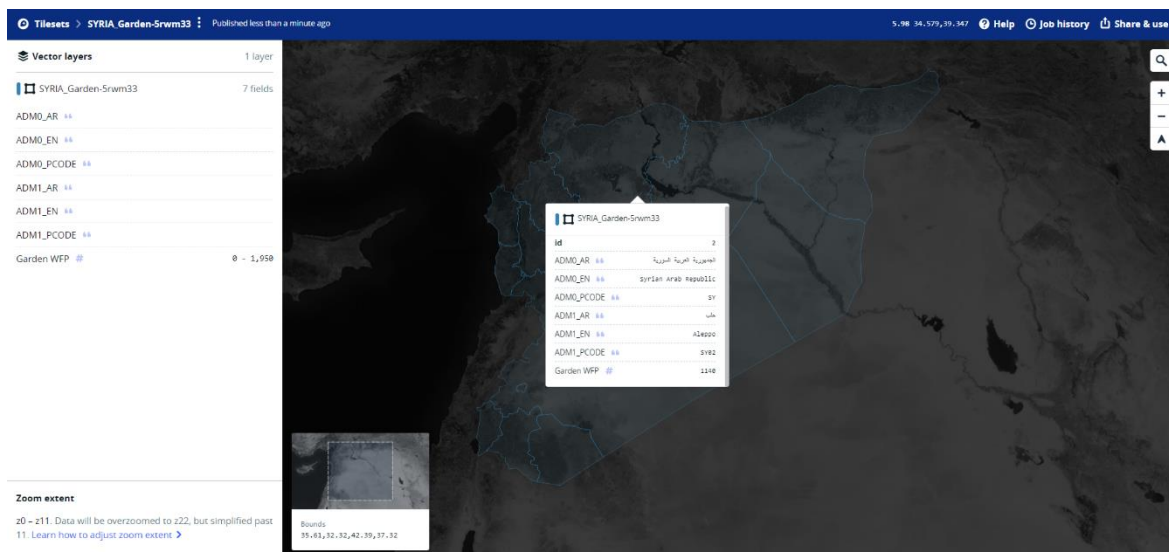 Tilesets > SYRIA_Garden-5rwm33 Published less than a minute ago
5.98 34.579,39.347 Help Job history Share & use
Vector layers 1 layer
SYRIA_Garden-5rwm33 7 fields
ADM0_AR
ADM0_EN
ADM0_PCODE
ADM1_AR
ADM1_EN
ADM1_PCODE
Garden WFP # 0 - 1,950
SYRIA_Garden-5rwm33
id 2
ADM0_AR الجمهورية العربية السورية
ADM0_EN Syrian Arab Republic
ADM0_PCODE SY
ADM1_AR حلب
ADM1_EN Aleppo
ADM1_PCODE SY02
Garden WFP # 1140
Zoom extent
z0 – z11. Data will be overzoomed to z22, but simplified past
11. Learn how to adjust zoom extent >
Bounds
35.61,32.32,42.39,37.32